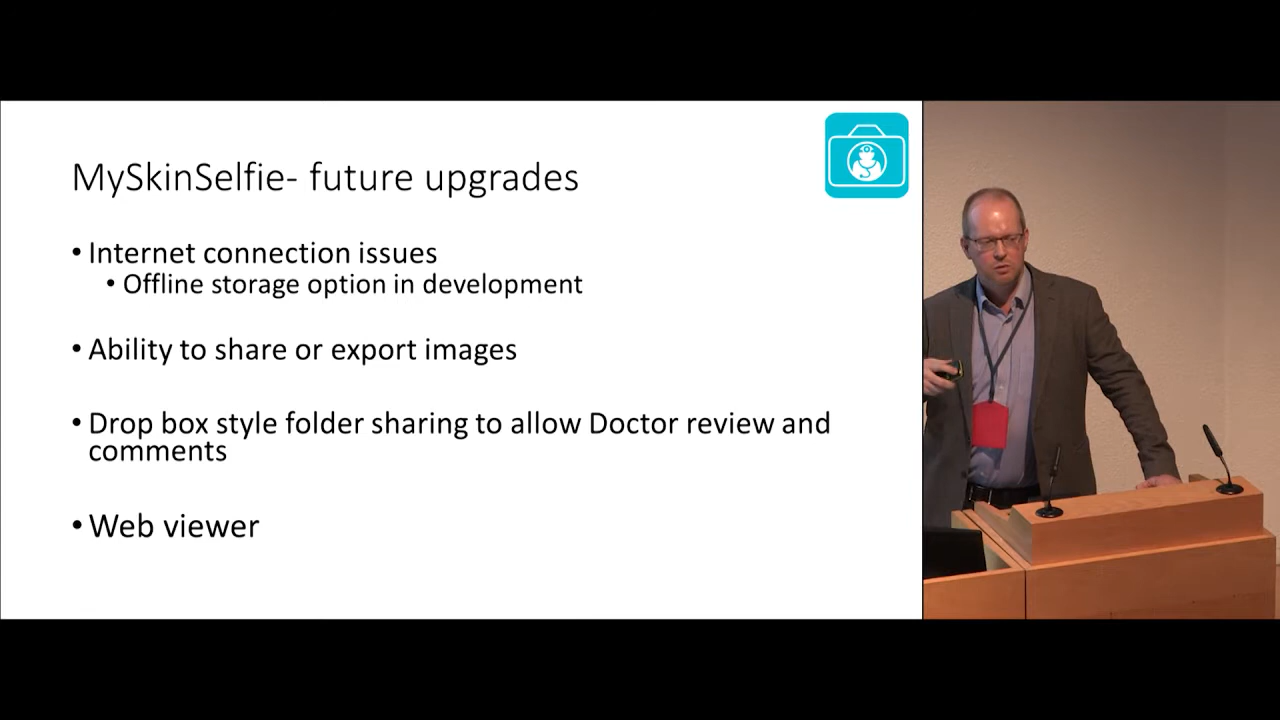 MySkinSelfie- future upgrades
• Internet connection issues
• Offline storage option in development
• Ability to share or export images
• Drop box style folder sharing to allow Doctor review and
comments
• Web viewer